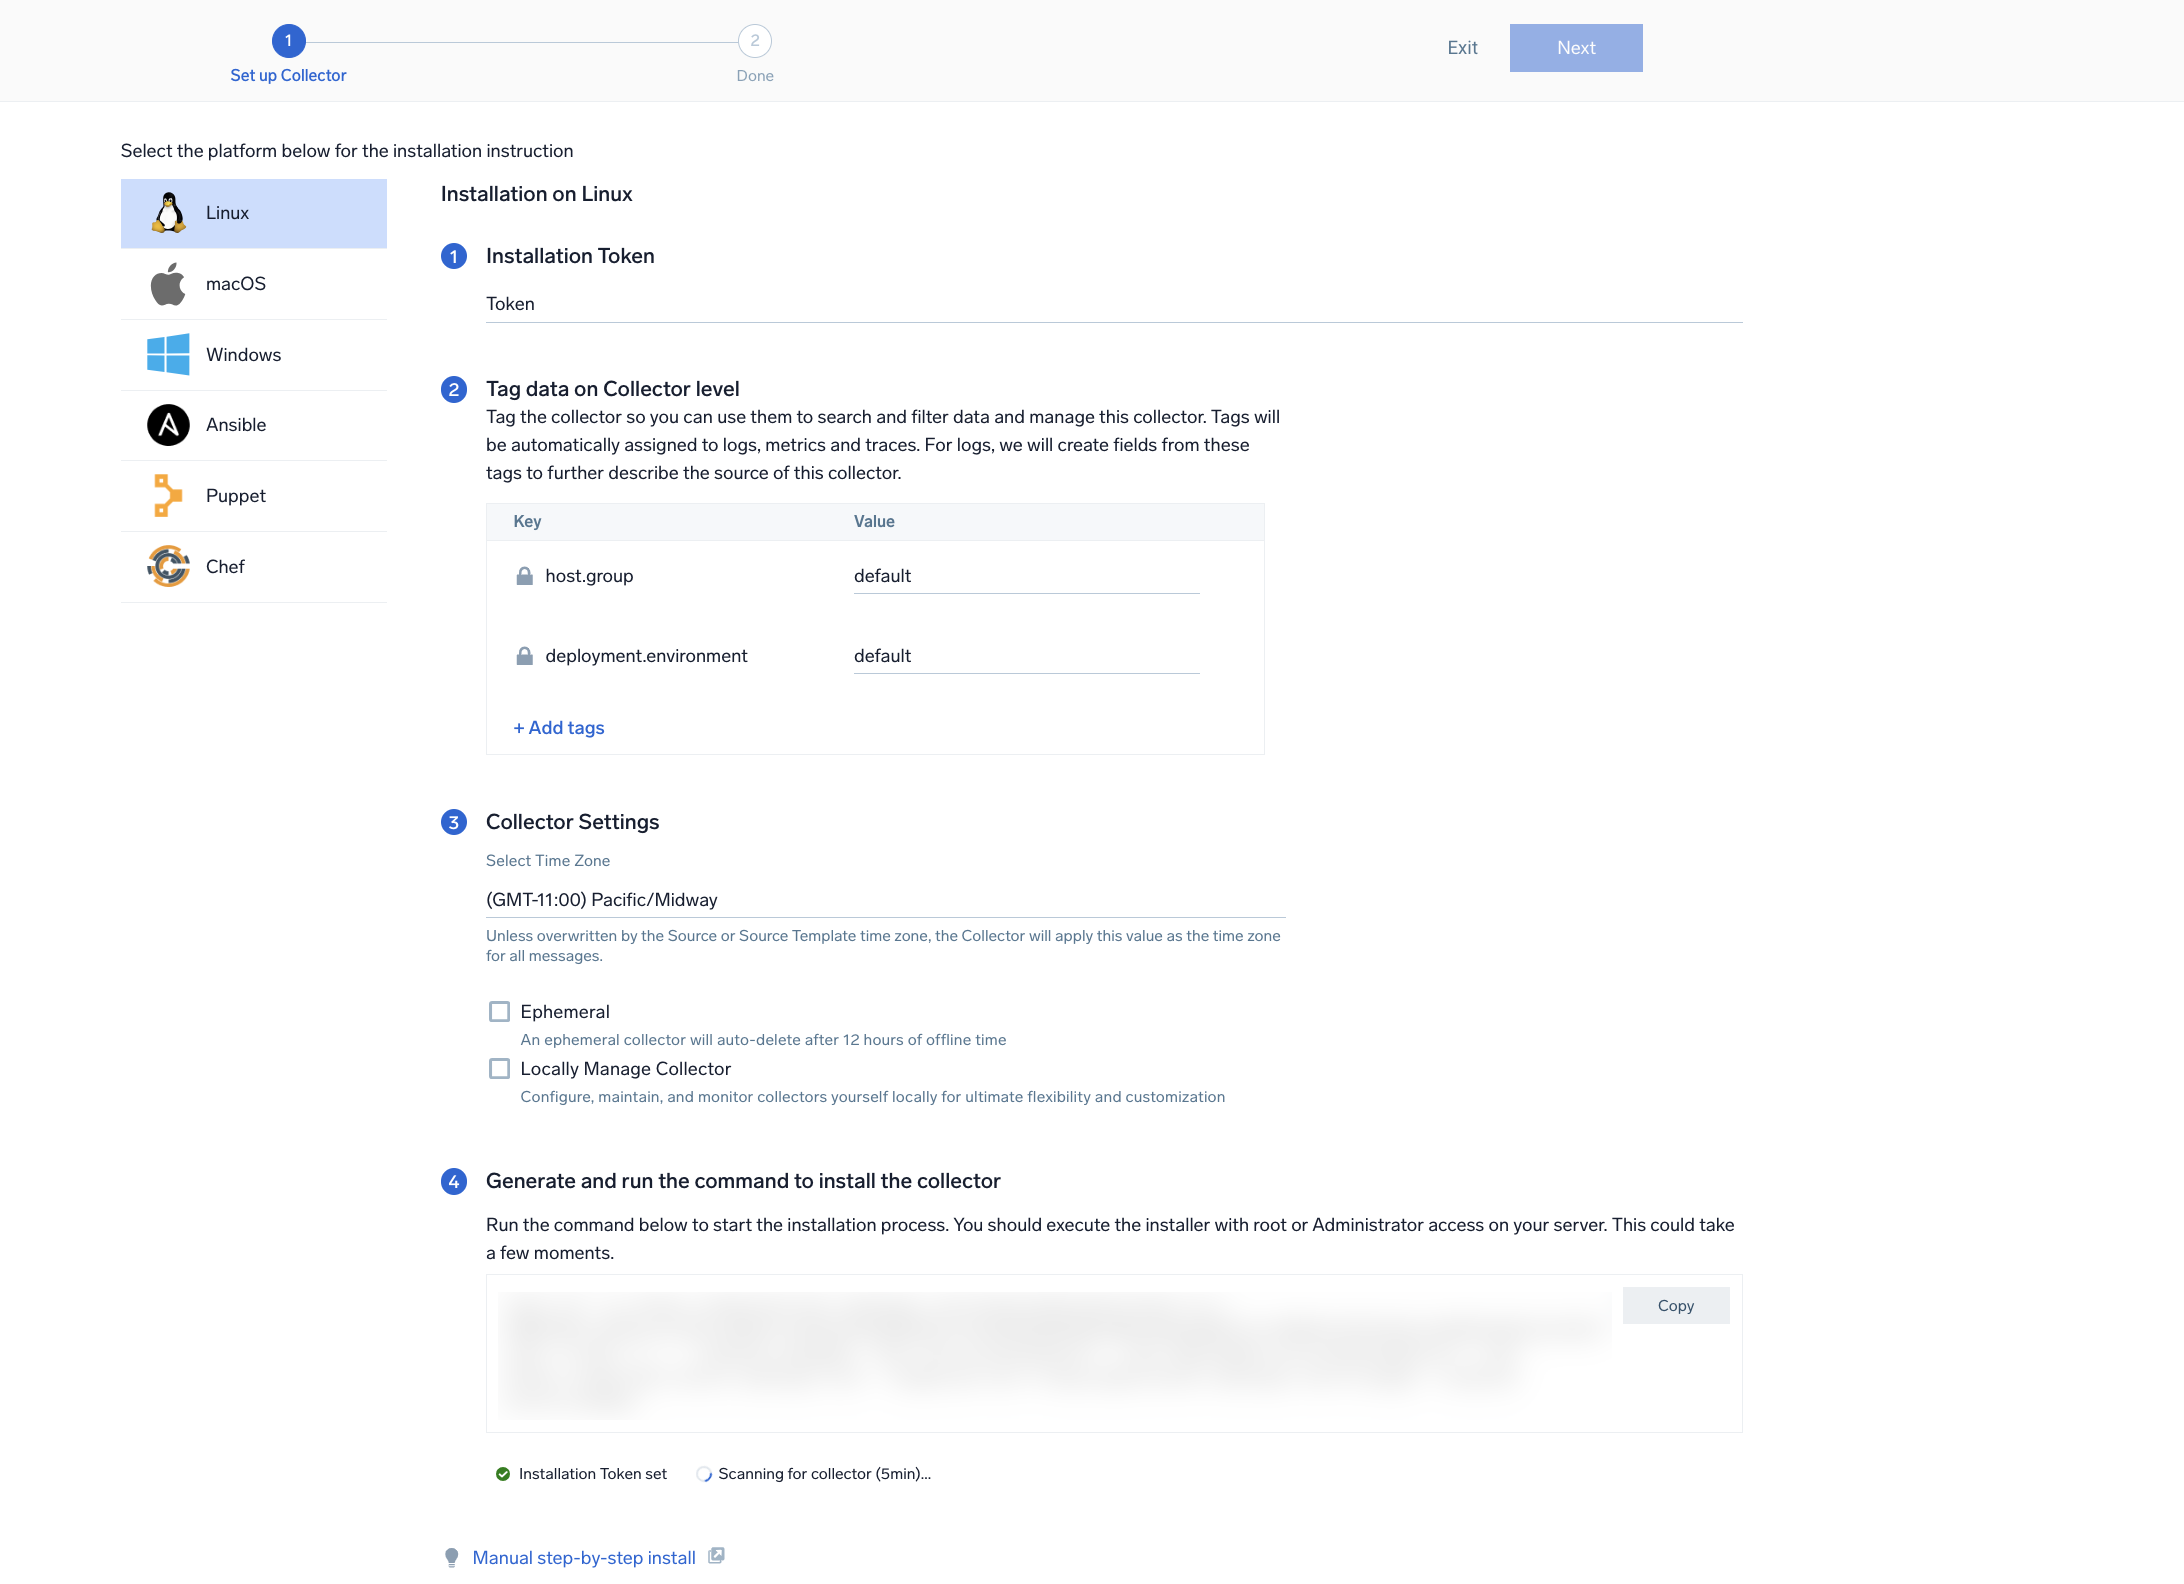 1
2
Set up Collector
Done
Exit
Next
Select the platform below for the installation instruction
Linux
macOS
Windows
Ansible
Puppet
Chef
Installation on Linux
1 Installation Token
Token
2 Tag data on Collector level
Tag the collector so you can use them to search and filter data and manage this collector. Tags will
be automatically assigned to logs, metrics and traces. For logs, we will create fields from these
tags to further describe the source of this collector.
Key Value
host.group default
deployment.environment default
+ Add tags
3 Collector Settings
Select Time Zone
(GMT-11:00) Pacific/Midway
Unless overwritten by the Source or Source Template time zone, the Collector will apply this value as the time zone
for all messages.
Ephemeral
An ephemeral collector will auto-delete after 12 hours of offline time
Locally Manage Collector
Configure, maintain, and monitor collectors yourself locally for ultimate flexibility and customization
4 Generate and run the command to install the collector
Run the command below to start the installation process. You should execute the installer with root or Administrator access on your server. This could take
a few moments.
Copy
Installation Token set Scanning for collector (5min)...
Manual step-by-step install